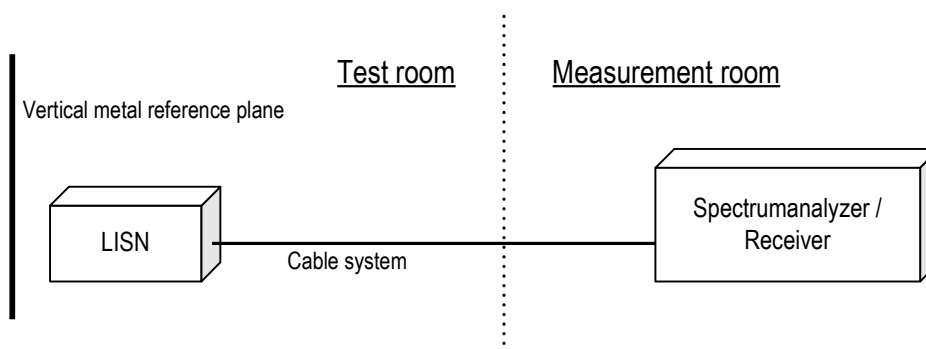 Test room
Measurement room
Vertical metal reference plane
LISN
Spectrumanalyzer /
Receiver
Cable system